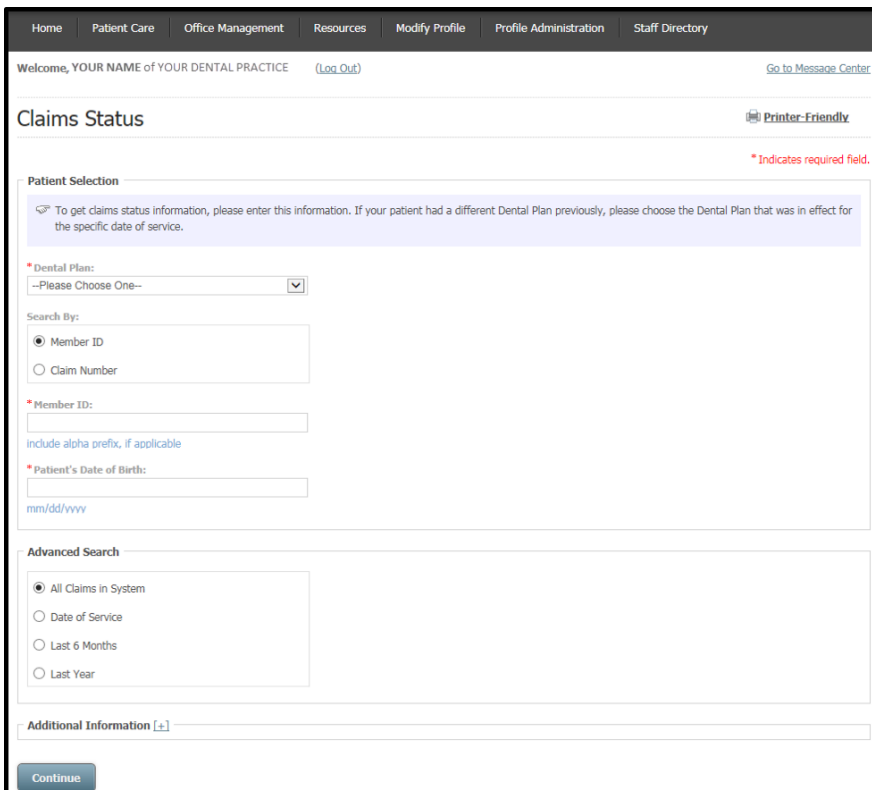 Home Patient Care Office Management Resources Modify Profile Profile Administration Staff Directory
Welcome, YOUR NAME of YOUR DENTAL PRACTICE (Log Out) Go to Message Center
Claims Status Printer-Friendly
* Indicates required field.
Patient Selection
To get claims status information, please enter this information. If your patient had a different Dental Plan previously, please choose the Dental Plan that was in effect for
the specific date of service.
* Dental Plan:
--Please Choose One--
Search By:
Member ID
Claim Number
* Member ID:
include alpha prefix, if applicable
* Patient's Date of Birth:
mm/dd/yyyy
Advanced Search
All Claims in System
Date of Service
Last 6 Months
Last Year
Additional Information [+]
Continue